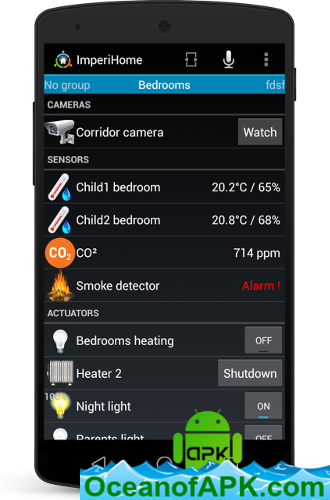 ImperiHome
No group Bedrooms fdsf
CAMERAS
Corridor camera Watch
SENSORS
Child1 bedroom 20.2°C / 65%
Child2 bedroom 20.8°C / 68%
CO₂ CO² 714 ppm
Smoke detector Alarm !
ACTUATORS
Bedrooms heating OFF
Heater 2 Shutdown
100%
Night light ON
Parents light OFF
apk
OceanofAPK.com